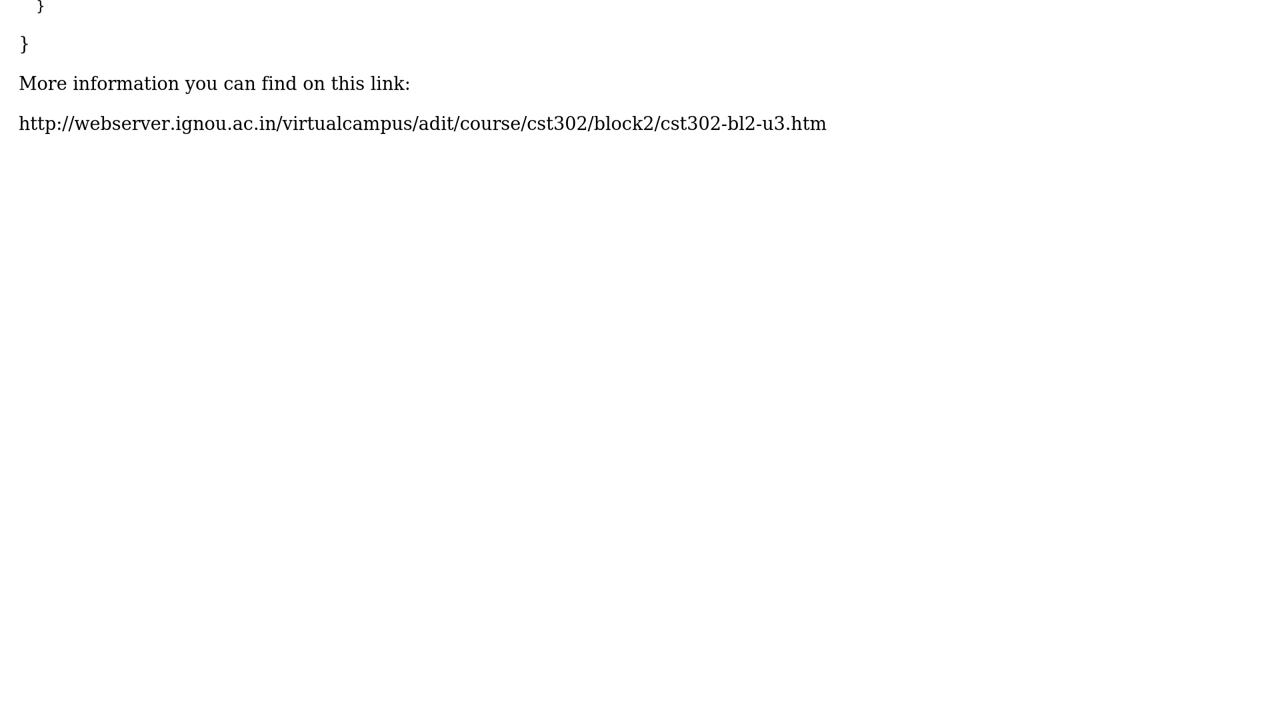 }
}
More information you can find on this link:
http://webserver.ignou.ac.in/virtualcampus/adit/course/cst302/block2/cst302-bl2-u3.htm